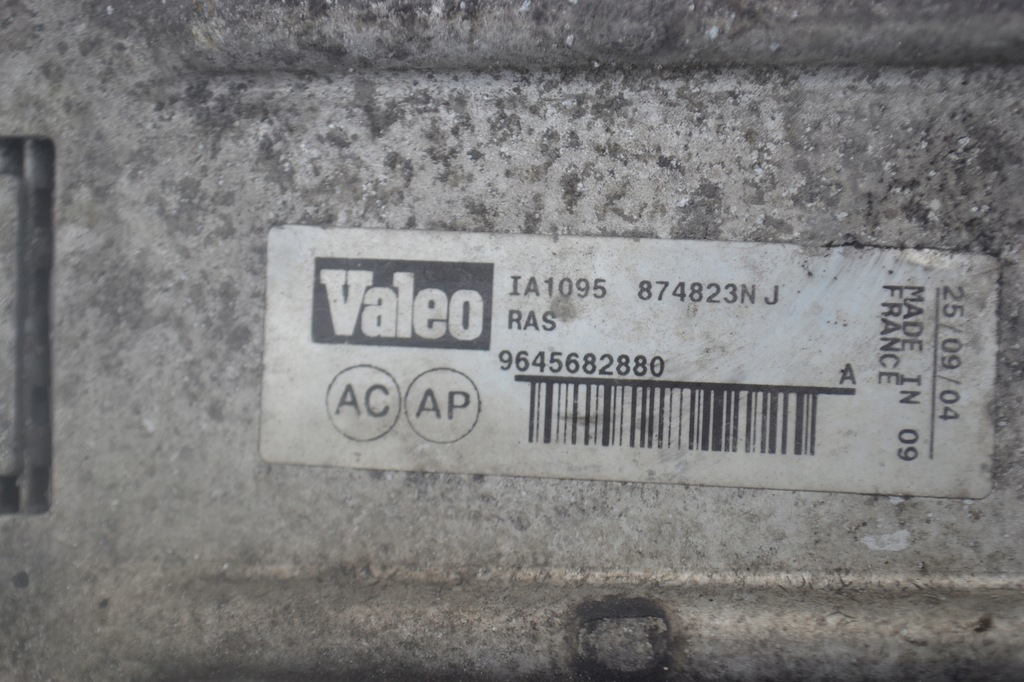 Valeo
IA1095 874823N J
RAS
9645682880
A
AC AP
25/09/04
MADE IN 09
FRANCE